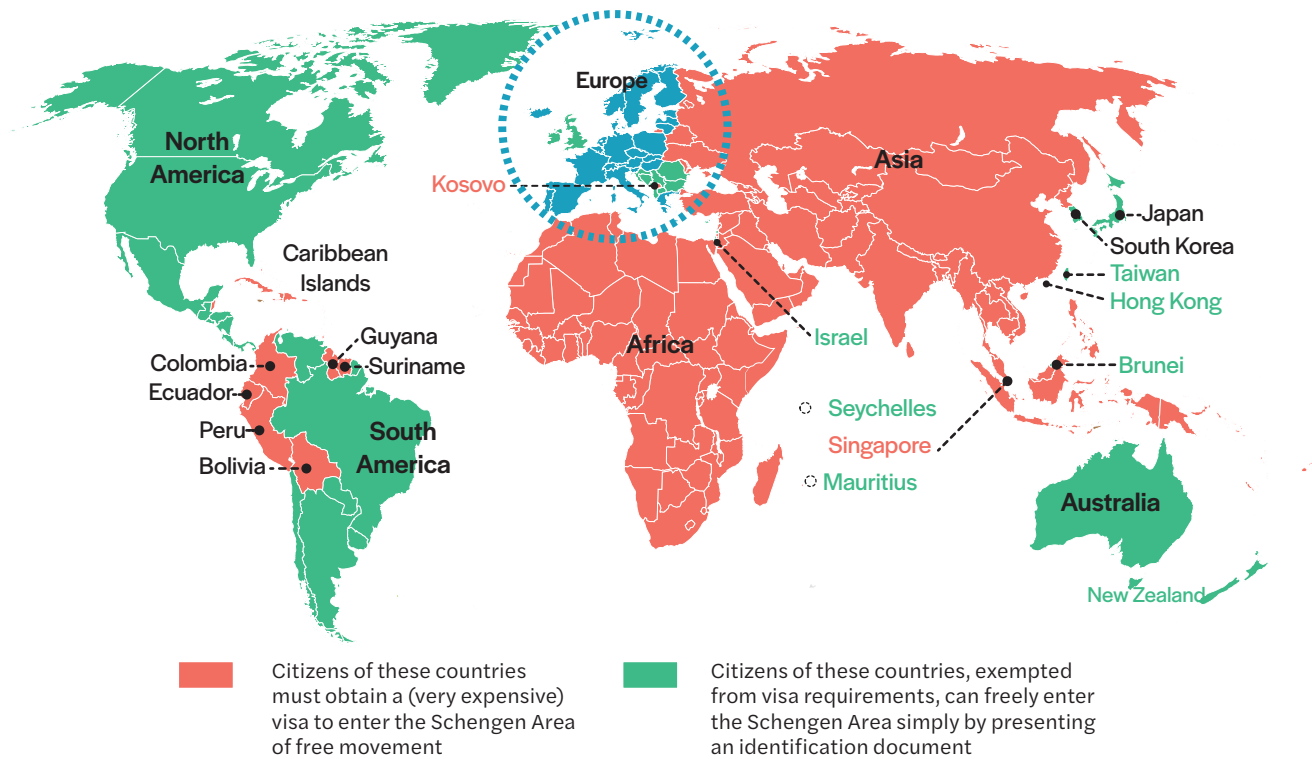 Europe
North
America
Kosovo
Asia
Japan
South Korea
Taiwan
Hong Kong
Caribbean
Islands
Guyana
Suriname
Colombia
Ecuador
Peru
Bolivia
South
America
Africa
Israel
Brunei
Seychelles
Singapore
Mauritius
Australia
New Zealand
Citizens of these countries
must obtain a (very expensive)
visa to enter the Schengen Area
of free movement
Citizens of these countries, exempted
from visa requirements, can freely enter
the Schengen Area simply by presenting
an identification document